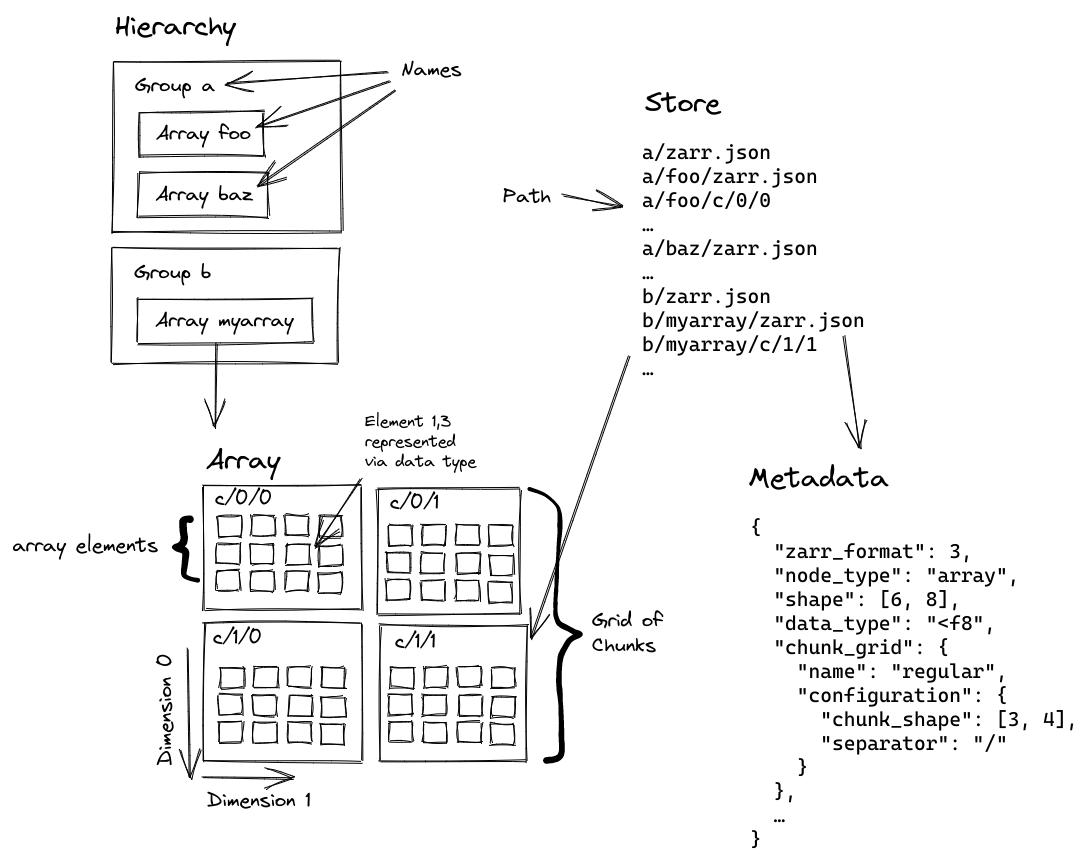 Hierarchy
Group a
Names
Array foo
Array baz
Group b
Array myarray
Store
a/zarr.json
a/foo/zarr.json
Path
a/foo/c/0/0
…
a/baz/zarr.json
…
b/zarr.json
b/myarray/zarr.json
b/myarray/c/1/1
…
Element 1,3
represented
via data type
Array
c/0/0
c/0/1
array elements
c/1/0
c/1/1
Grid of
Chunks
Dimension 0
Dimension 1
Metadata
{
  "zarr_format": 3,
  "node_type": "array",
  "shape": [6, 8],
  "data_type": "<f8",
  "chunk_grid": {
    "name": "regular",
    "configuration": {
      "chunk_shape": [3, 4],
      "separator": "/"
    }
  },
  …
}